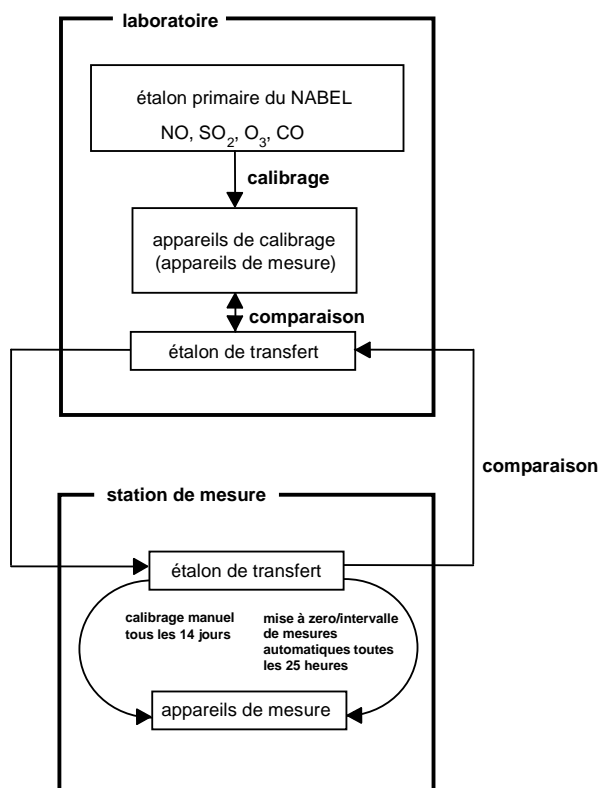 laboratoire
étalon primaire du NABEL
NO, SO₂, O₃, CO
calibrage
appareils de calibrage
(appareils de mesure)
comparaison
étalon de transfert
comparaison
station de mesure
étalon de transfert
calibrage manuel
tous les 14 jours
mise à zero/intervalle
de mesures
automatiques toutes
les 25 heures
appareils de mesure